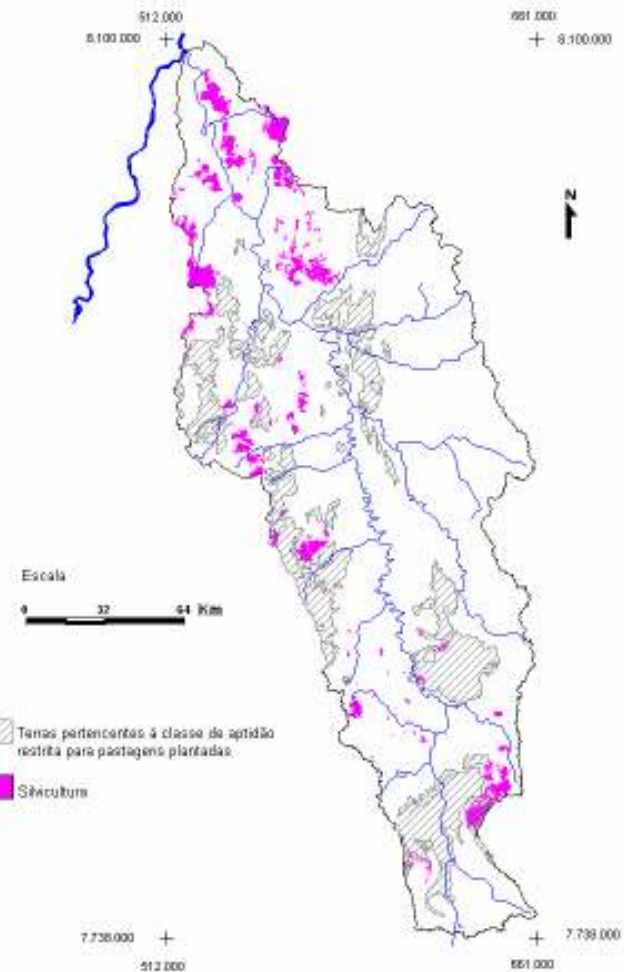 512.000
661.000
8.100.000
8.100.000
N
Escala
0 32 64 Km
Terras pertencentes á classe de aptidão
restrita para pastagens plantadas
Silvicultura
7.738.000
7.738.000
512.000
661.000